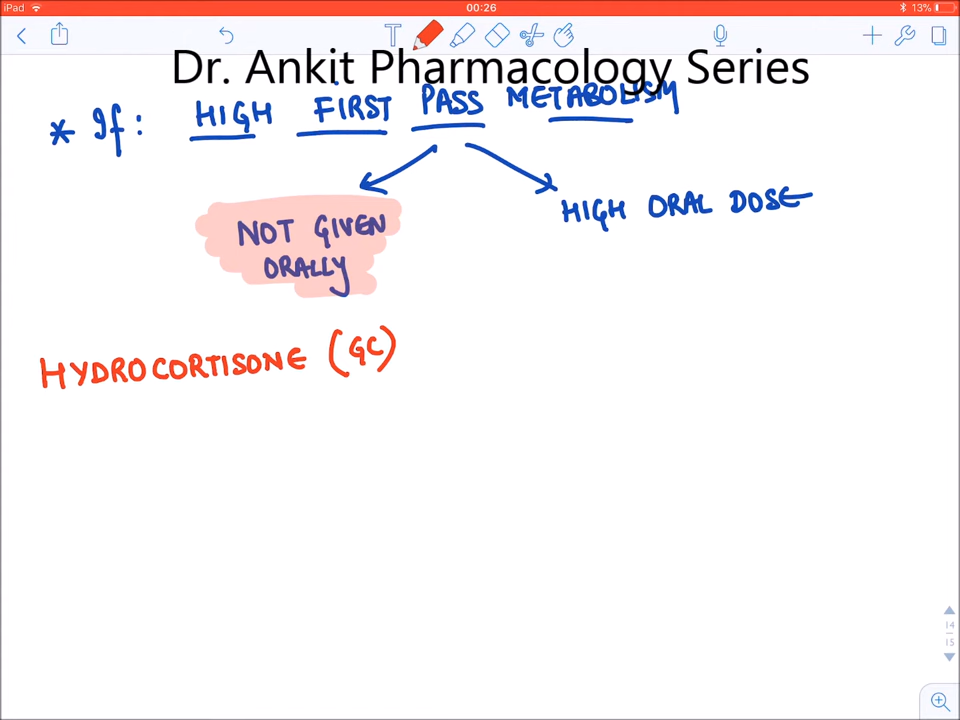 iPad 00:26 13%
T
Dr. Ankit Pharmacology Series
* If: HIGH FIRST PASS METABOLISM
NOT GIVEN
ORALLY
HIGH ORAL DOSE
HYDROCORTISONE (GC)
14
15